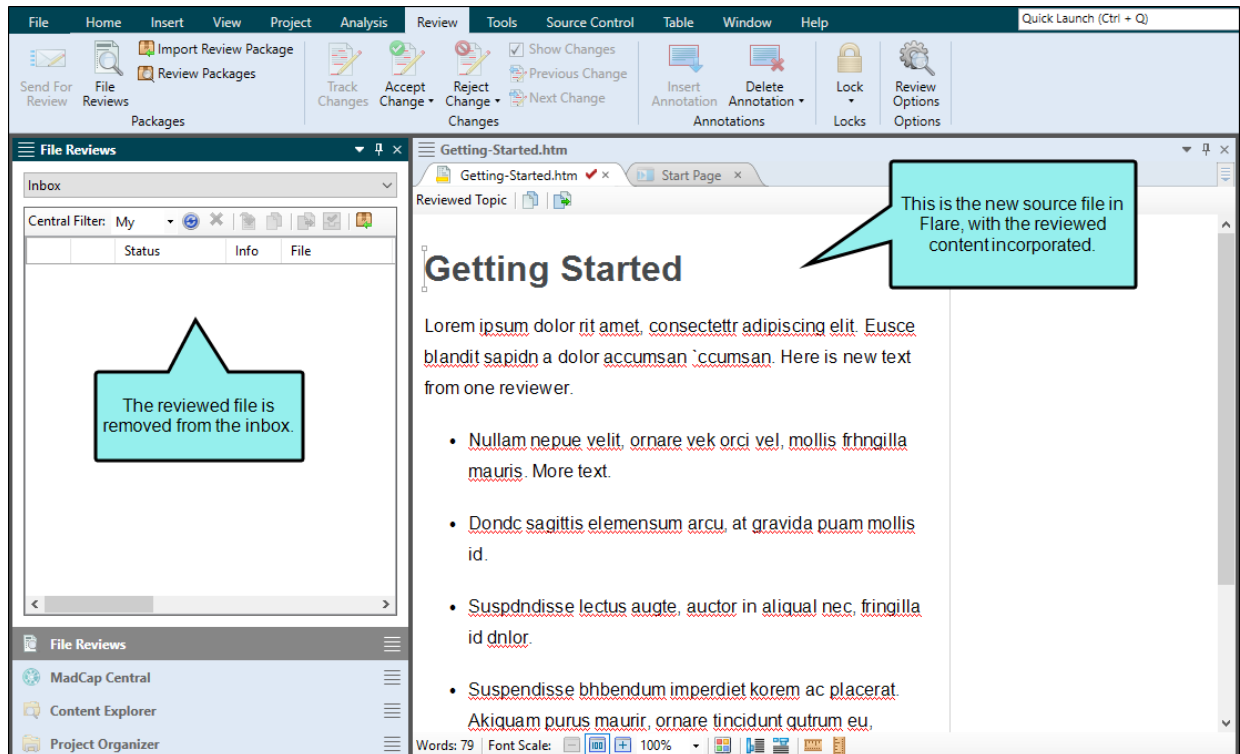 File Home Insert View Project Analysis Review Tools Source Control Table Window Help Quick Launch (Ctrl + Q)
Import Review Package
Review Packages
Send For Review
File Reviews
Packages
Track Changes
Accept Change
Reject Change
Show Changes
Previous Change
Next Change
Changes
Insert Annotation
Delete Annotation
Annotations
Lock
Locks
Review Options
Options
File Reviews
Inbox
Central Filter: My
Status Info File
The reviewed file is
removed from the inbox.
File Reviews
MadCap Central
Content Explorer
Project Organizer
Getting-Started.htm
Getting-Started.htm Start Page
Reviewed Topic
This is the new source file in
Flare, with the reviewed
content incorporated.
Getting Started
Lorem ipsum dolor rit amet, consectettr adipiscing elit. Eusce
blandit sapidn a dolor accumsan `ccumsan. Here is new text
from one reviewer.
• Nullam nepue velit, ornare vek orci vel, mollis frhngilla
mauris. More text.
• Dondc sagittis elemensum arcu, at gravida puam mollis
id.
• Suspdndisse lectus augte, auctor in aliqual nec, fringilla
id dnlor.
• Suspendisse bhbendum imperdiet korem ac placerat.
Akiquam purus maurir, ornare tincidunt qutrum eu,
Words: 79 Font Scale: 100 100%